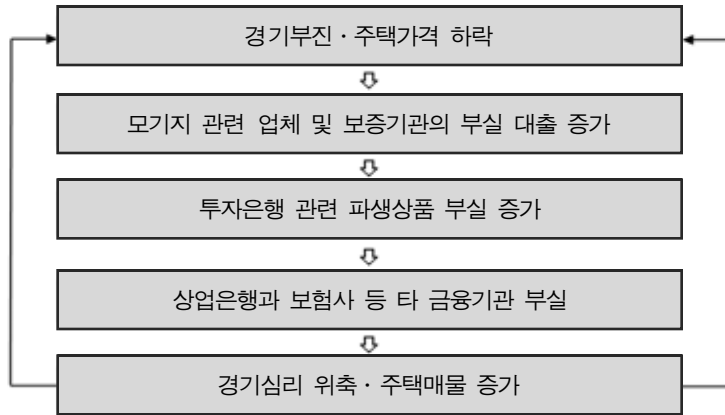 경기부진·주택가격 하락
모기지 관련 업체 및 보증기관의 부실 대출 증가
투자은행 관련 파생상품 부실 증가
상업은행과 보험사 등 타 금융기관 부실
경기심리 위축·주택매물 증가